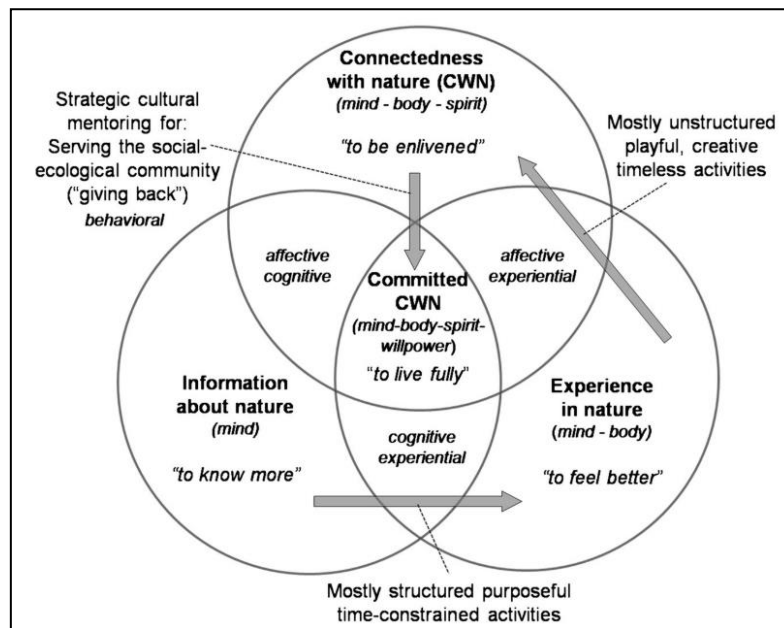 Connectedness
with nature (CWN)
(mind - body - spirit)
"to be enlivened"
Strategic cultural
mentoring for:
Serving the social-
ecological community
("giving back")
behavioral
Mostly unstructured
playful, creative
timeless activities
affective
cognitive
affective
experiential
Committed
CWN
(mind-body-spirit-
willpower)
"to live fully"
Information
about nature
(mind)
"to know more"
Experience
in nature
(mind - body)
"to feel better"
cognitive
experiential
Mostly structured purposeful
time-constrained activities